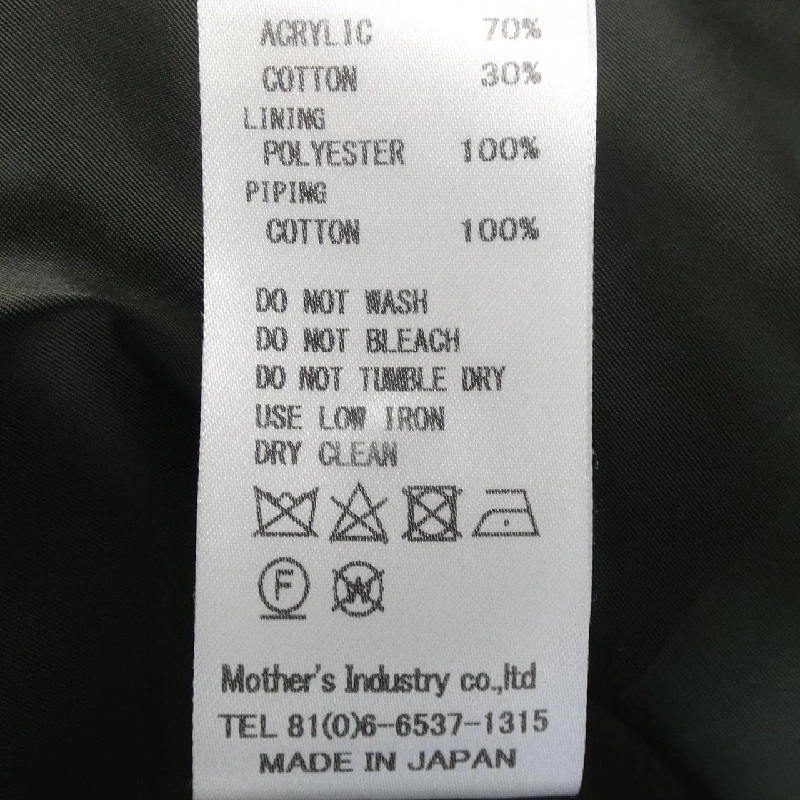 ACRYLIC 70%
COTTON 30%
LINING
POLYESTER 100%
PIPING
COTTON 100%
DO NOT WASH
DO NOT BLEACH
DO NOT TUMBLE DRY
USE LOW IRON
DRY CLEAN
F W
Mother's Industry co.,ltd
TEL 81(0)6-6537-1315
MADE IN JAPAN